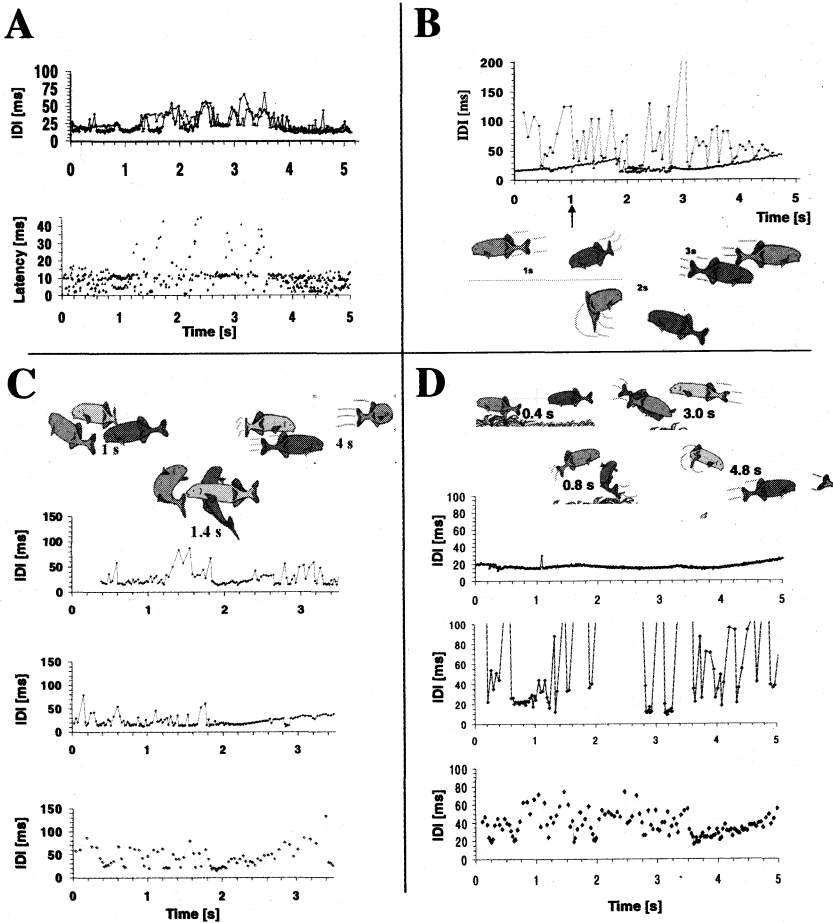 A
IDI [ms]
100
75
50
25
0
0 1 2 3 4 5
Latency [ms]
40
30
20
10
0
0 1 2 3 4 5
Time [s]
B
IDI [ms]
200
150
100
50
0
0 1 2 3 4 5
Time [s]
1s
2s
3s
C
1 s
1.4 s
4 s
IDI [ms]
150
100
50
0
0 1 2 3
IDI [ms]
150
100
50
0
0 1 2 3
IDI [ms]
150
100
50
0
0 1 2 3
Time [s]
D
0.4 s
3.0 s
0.8 s
4.8 s
IDI [ms]
100
80
60
40
20
0
0 1 2 3 4 5
IDI [ms]
100
80
60
40
20
0
0 1 2 3 4 5
IDI [ms]
100
80
60
40
20
0
0 1 2 3 4 5
Time [s]